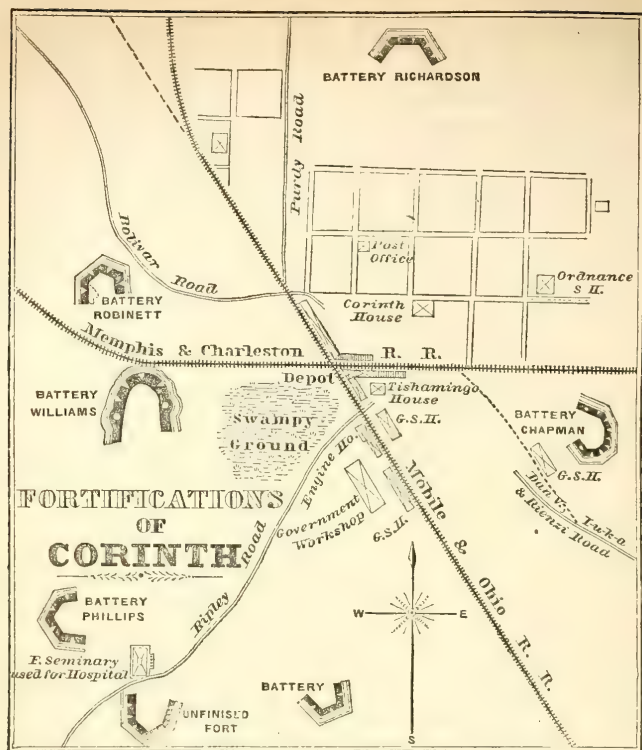 BATTERY RICHARDSON
Purdy Road
Bolivar
Road
Post
Office
Ordnance
S H.
BATTERY
ROBINETT
Corinth
House
Memphis & Charleston R. R.
Depot
Tishamingo
House
BATTERY
WILLIAMS
Swampy
Ground
G.S.H.
BATTERY
CHAPMAN
Engine Ho.
G.S.H.
FORTIFICATIONS
OF
CORINTH
Government
Workshop
G.S.H.
Mobile & Ohio R. R.
Iuka
& Rienzi Road
Ripley Road
BATTERY
PHILLIPS
W
E
S
F. Seminary
used for Hospital
BATTERY
UNFINISED
FORT